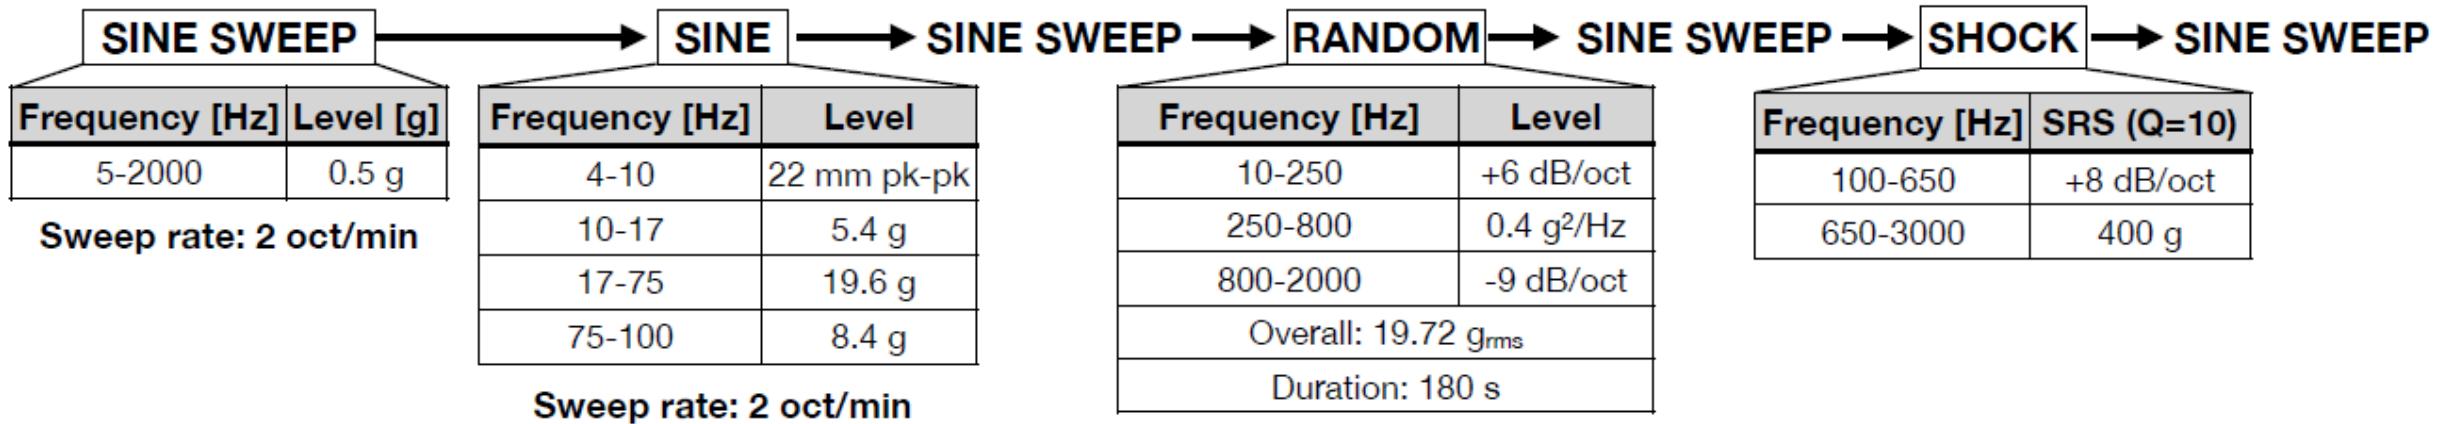 SINE SWEEP SINE SINE SWEEP RANDOM SINE SWEEP SHOCK SINE SWEEP
Frequency [Hz] Level [g]
5-2000 0.5 g
Sweep rate: 2 oct/min
Frequency [Hz] Level
4-10 22 mm pk-pk
10-17 5.4 g
17-75 19.6 g
75-100 8.4 g
Sweep rate: 2 oct/min
Frequency [Hz] Level
10-250 +6 dB/oct
250-800 0.4 g²/Hz
800-2000 -9 dB/oct
Overall: 19.72 grms
Duration: 180 s
Frequency [Hz] SRS (Q=10)
100-650 +8 dB/oct
650-3000 400 g